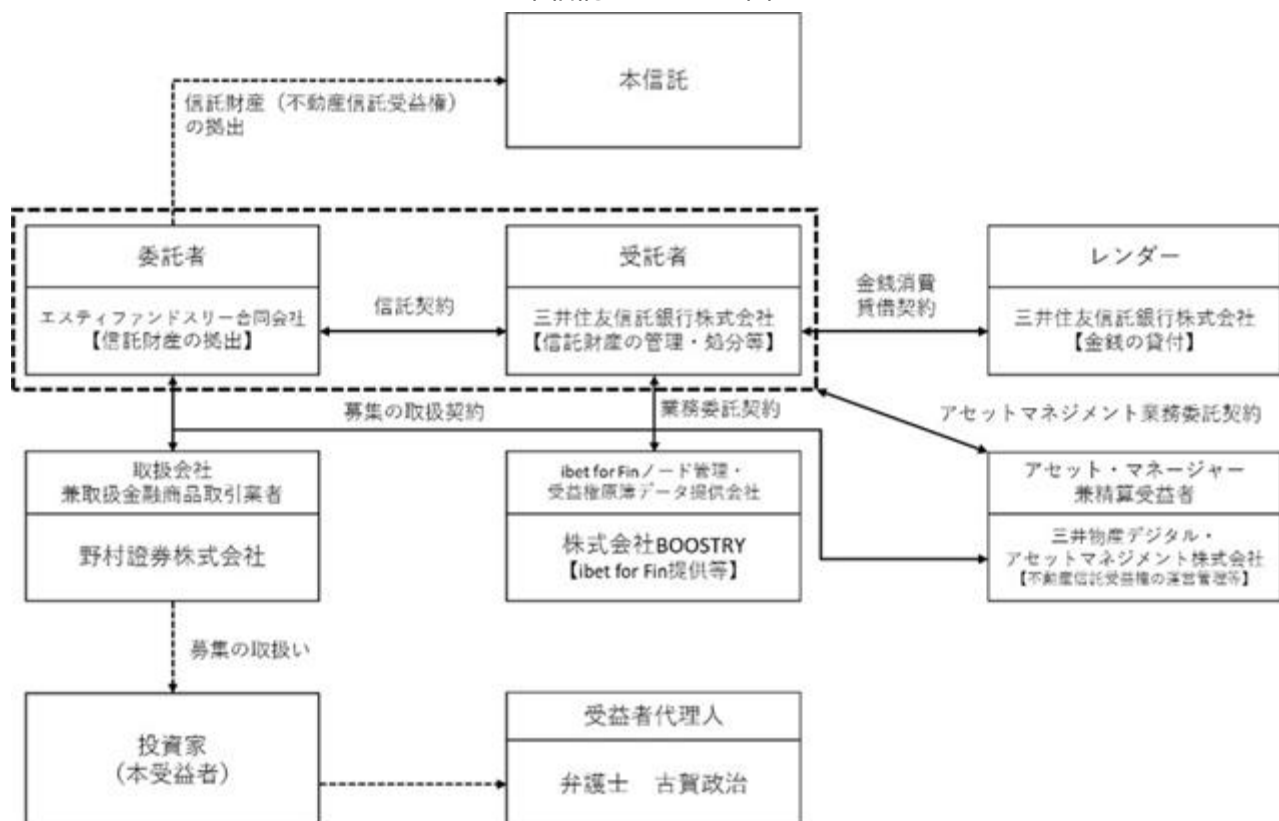 本信託
信託財産（不動産信託受益権）
の拠出
委託者
エスティファンドスリー合同会社
【信託財産の拠出】
信託契約
受託者
三井住友信託銀行株式会社
【信託財産の管理・処分等】
金銭消費
貸借契約
レンダー
三井住友信託銀行株式会社
【金銭の貸付】
募集の取扱契約
業務委託契約
アセットマネジメント業務委託契約
取扱会社
兼取扱金融商品取引業者
野村證券株式会社
ibet for Finノード管理・
受益権原簿データ提供会社
株式会社BOOSTRY
【ibet for Fin提供等】
アセット・マネージャー
兼精算受益者
三井物産デジタル・
アセットマネジメント株式会社
【不動産信託受益権の運営管理等】
募集の取扱い
投資家
（本受益者）
受益者代理人
弁護士　古賀政治